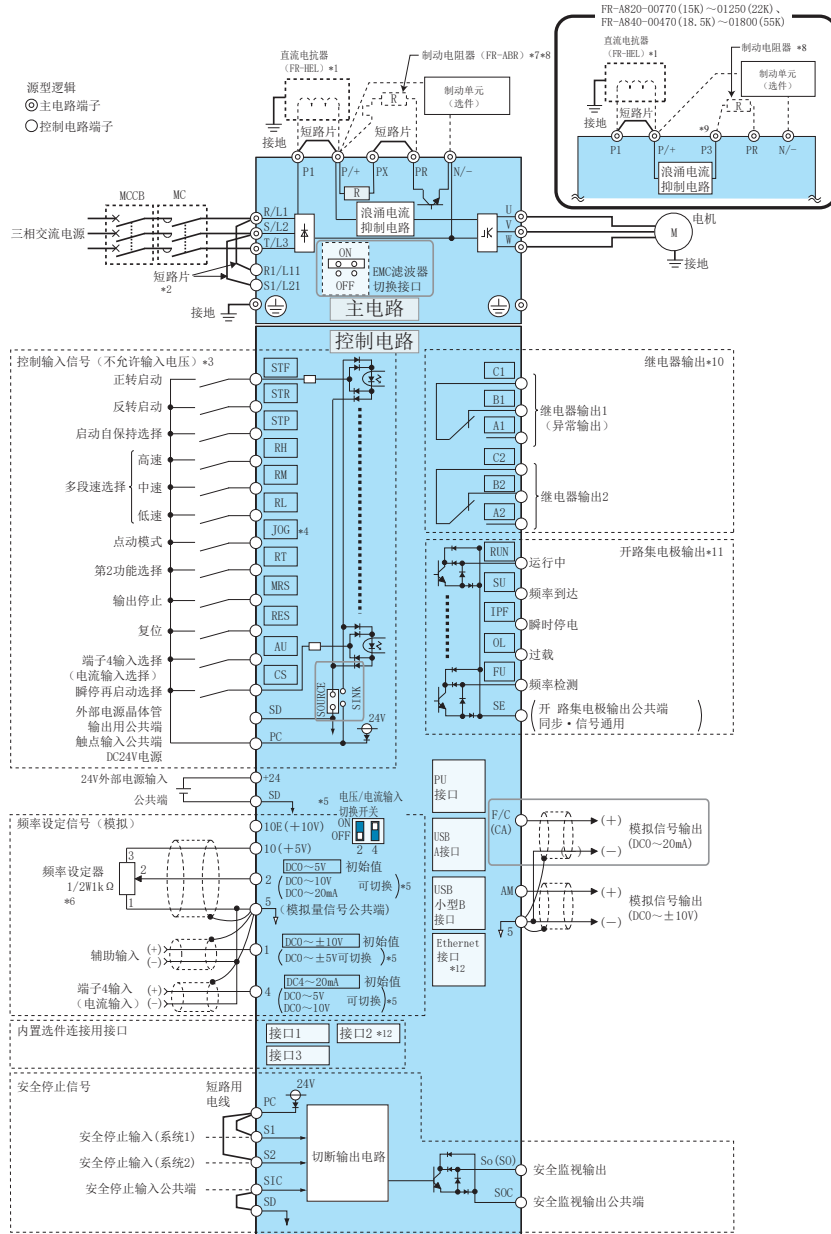 FR-A820-00770(15K)～01250(22K)、
FR-A840-00470(18.5K)～01800(55K)
直流电抗器
(FR-HEL)*1
制动电阻器 *8
制动单元
(选件)
R
接地
短路片
*9
P1
P/+
P3
PR
N/-
浪涌电流
抑制电路
源型逻辑
主电路端子
控制电路端子
直流电抗器
(FR-HEL)*1
制动电阻器(FR-ABR)*7*8
制动单元
(选件)
R
接地
短路片
短路片
P1
P/+
PX
PR
N/-
R
浪涌电流
抑制电路
MCCB
MC
三相交流电源
R/L1
S/L2
T/L3
R1/L11
S1/L21
短路片
*2
接地
ON
OFF
EMC滤波器
切换接口
主电路
U
V
W
电机
M
接地
控制电路
控制输入信号(不允许输入电压)*3
正转启动
STF
反转启动
STR
启动自保持选择
STP
多段速选择
高速
RH
中速
RM
低速
RL
点动模式
JOG
*4
第2功能选择
RT
输出停止
MRS
复位
RES
端子4输入选择
(电流输入选择)
AU
瞬停再启动选择
CS
外部电源晶体管
输出用公共端
SD
触点输入公共端
DC24V电源
PC
SOURCE
SINK
24V
继电器输出*10
C1
B1
A1
继电器输出1
(异常输出)
C2
B2
A2
继电器输出2
开路集电极输出*11
RUN
运行中
SU
频率到达
IPF
瞬时停电
OL
过载
FU
频率检测
SE
(开 路集电极输出公共端
同步・信号通用)
24V外部电源输入
+24
公共端
SD
*5
电压/电流输入
切换开关
ON
OFF
2 4
频率设定信号(模拟)
10E(+10V)
10(+5V)
频率设定器
1/2W1kΩ
*6
3
2
1
2
DC0～5V 初始值
(DC0～10V
DC0～20mA 可切换)*5
5
(模拟量信号公共端)
辅助输入
(+)
(-)
1
DC0～±10V 初始值
(DC0～±5V可切换)*5
端子4输入
(电流输入)
(+)
(-)
4
DC4～20mA 初始值
(DC0～5V
DC0～10V 可切换)*5
PU
接口
USB
A接口
USB
小型B
接口
Ethernet
接口
*12
F/C
(CA)
(+)
(-)
( )
模拟信号输出
(DC0～20mA)
AM
5
(+)
(-)
模拟信号输出
(DC0～±10V)
内置选件连接用接口
接口1
接口2 *12
接口3
安全停止信号
短路用
电线
PC
24V
安全停止输入(系统1)
S1
安全停止输入(系统2)
S2
安全停止输入公共端
SIC
SD
切断输出电路
So(SO)
安全监视输出
SOC
安全监视输出公共端